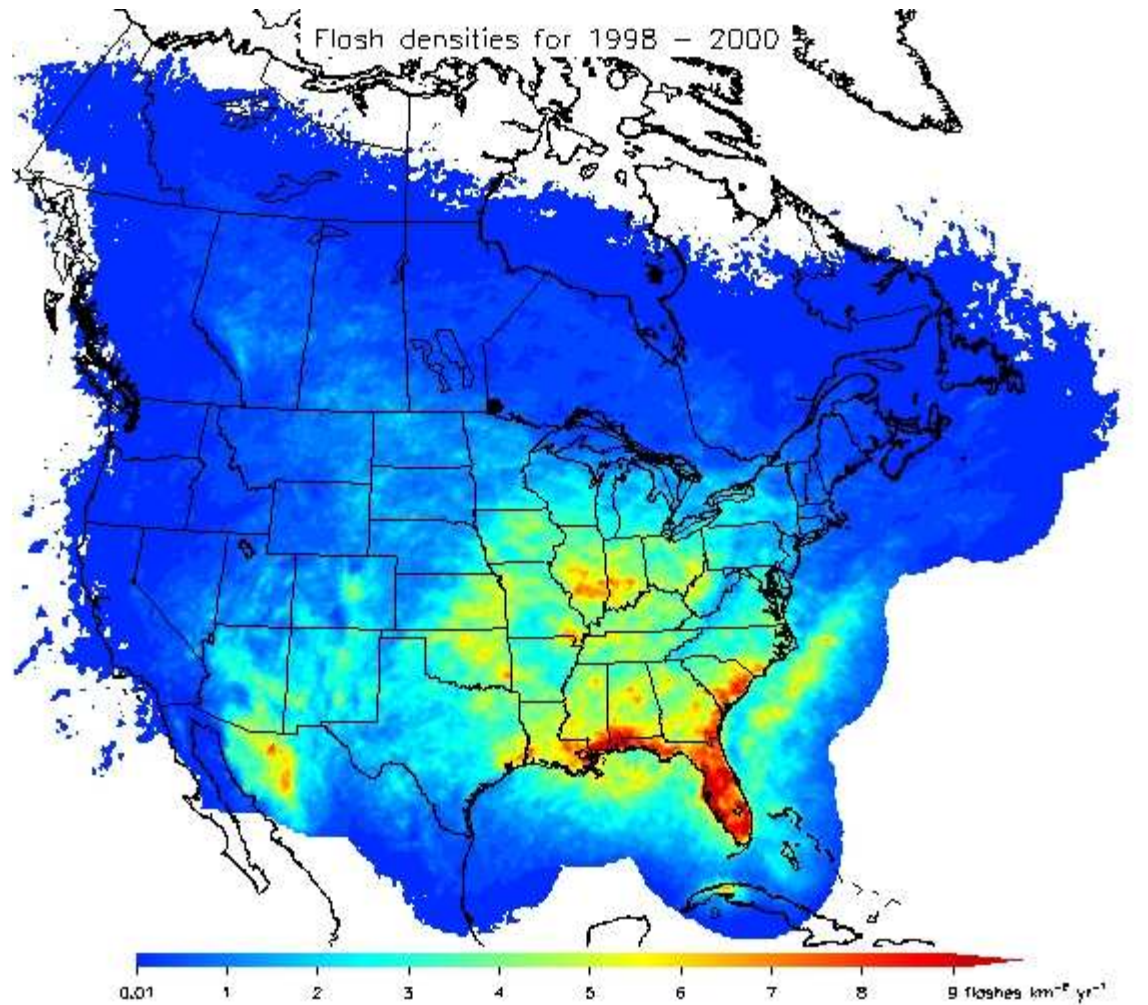 Flash densities for 1998 – 2000
0.01 1 2 3 4 5 6 7 8 9 flashes km⁻² yr⁻¹